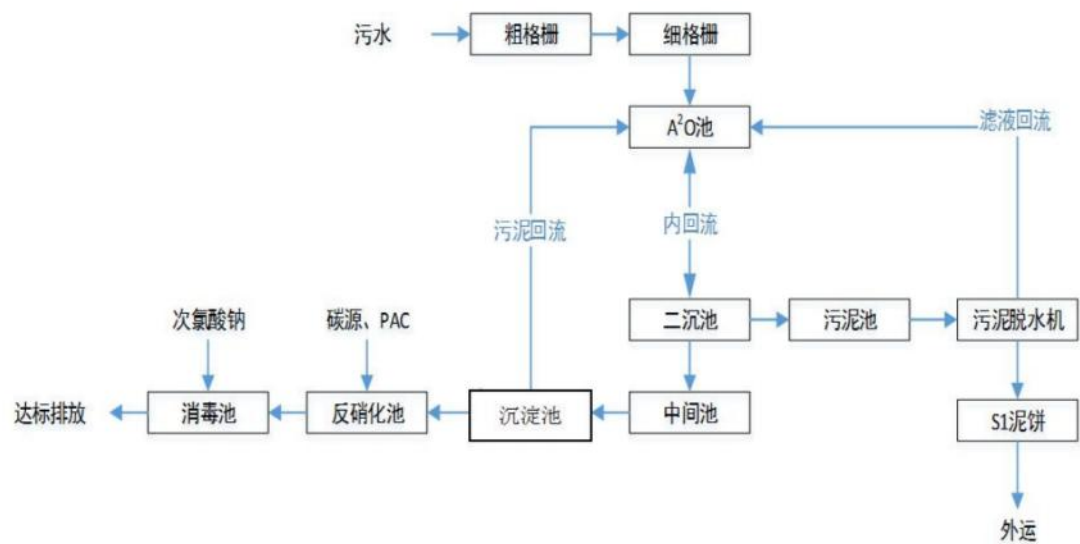 污水
粗格栅
细格栅
A²O池
滤液回流
污泥回流
内回流
次氯酸钠
碳源、PAC
二沉池
污泥池
污泥脱水机
达标排放
消毒池
反硝化池
沉淀池
中间池
S1泥饼
外运